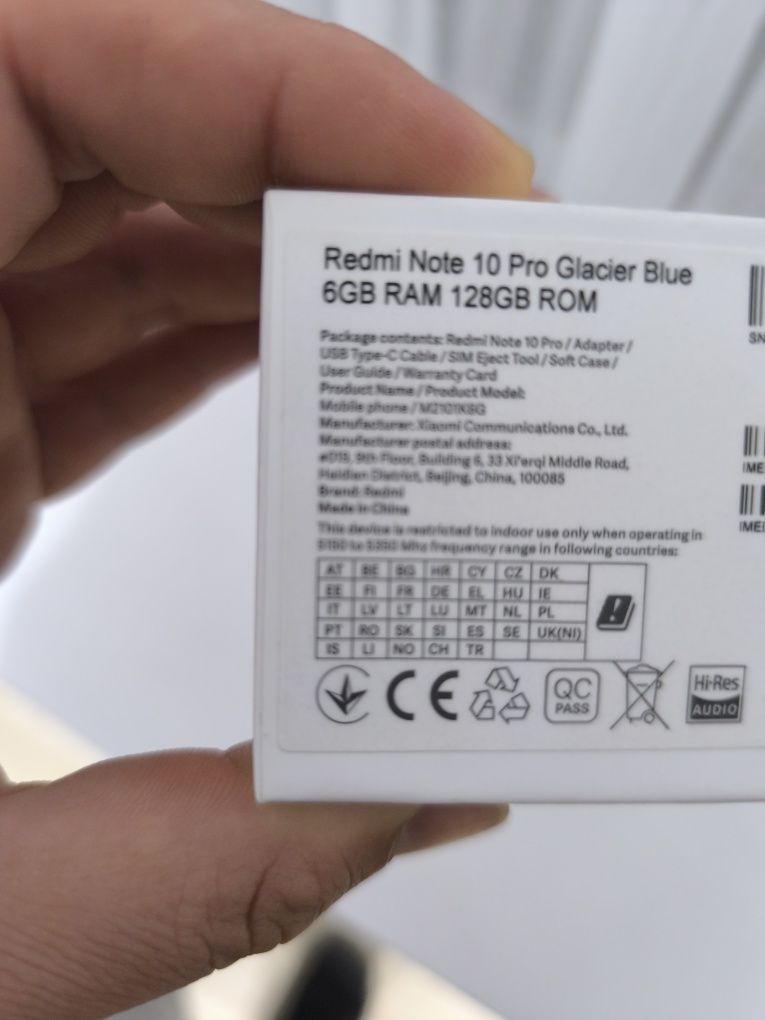 Redmi Note 10 Pro Glacier Blue
6GB RAM 128GB ROM
Package contents: Redmi Note 10 Pro / Adapter /
USB Type-C Cable / SIM Eject Tool / Soft Case /
User Guide / Warranty Card
Product Name / Product Model:
Mobile phone / M2101K6G
Manufacturer: Xiaomi Communications Co., Ltd.
Manufacturer postal address:
#019, 9th Floor, Building 6, 33 Xi'erqi Middle Road,
Haidian District, Beijing, China, 100085
Brand: Redmi
Made in China
This device is restricted to indoor use only when operating in
5150 to 5350 Mhz frequency range in following countries:
AT BE BG HR CY CZ DK
EE FI FR DE EL HU IE
IT LV LT LU MT NL PL
PT RO SK SI ES SE UK(NI)
IS LI NO CH TR
CE
QC
PASS
Hi-Res
AUDIO
SN
IME
IME